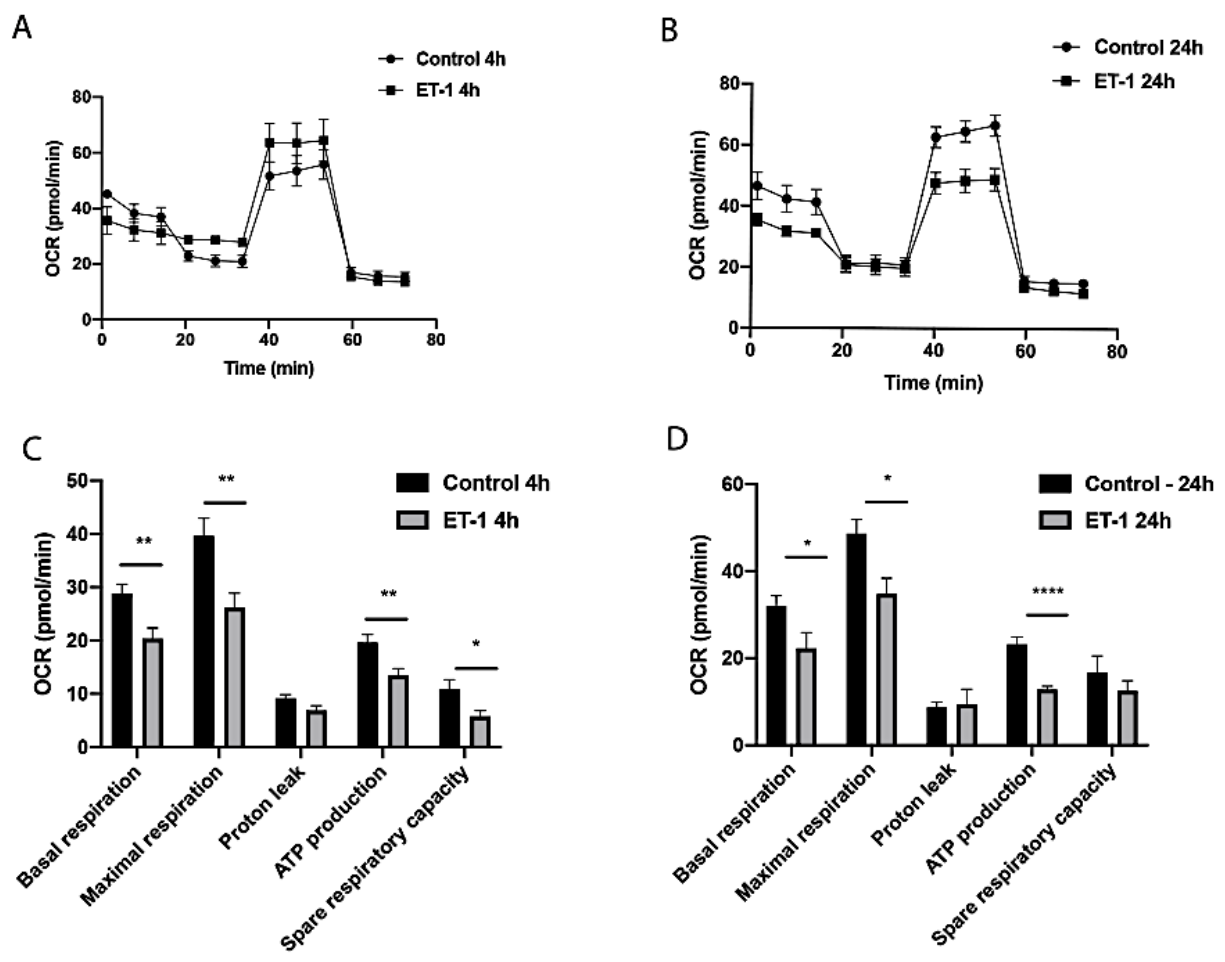 A
Control 4h
ET-1 4h
OCR (pmol/min)
80
60
40
20
0
0 20 40 60 80
Time (min)
B
Control 24h
ET-1 24h
OCR (pmol/min)
80
60
40
20
0
0 20 40 60 80
Time (min)
C
Control 4h
ET-1 4h
OCR (pmol/min)
50
40
30
20
10
0
**
**
**
*
Basal respiration
Maximal respiration
Proton leak
ATP production
Spare respiratory capacity
D
Control - 24h
ET-1 24h
OCR (pmol/min)
60
40
20
0
*
*
****
Basal respiration
Maximal respiration
Proton leak
ATP production
Spare respiratory capacity